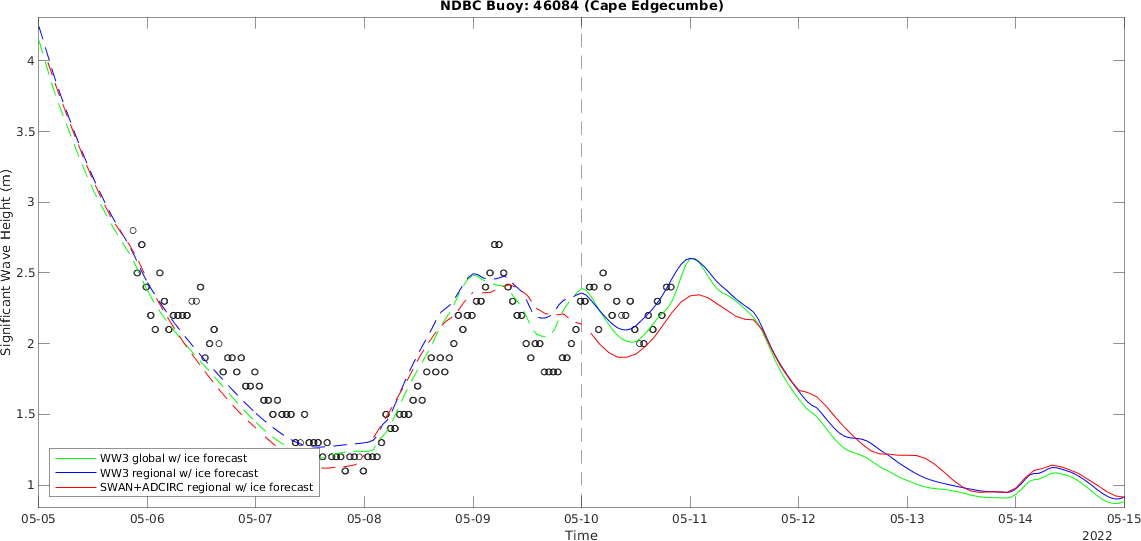 NDBC Buoy: 46084 (Cape Edgecumbe)
Significant Wave Height (m)
4
3.5
3
2.5
2
1.5
1
WW3 global w/ ice forecast
WW3 regional w/ ice forecast
SWAN+ADCIRC regional w/ ice forecast
05-05 05-06 05-07 05-08 05-09 05-10 05-11 05-12 05-13 05-14 05-15
Time
2022